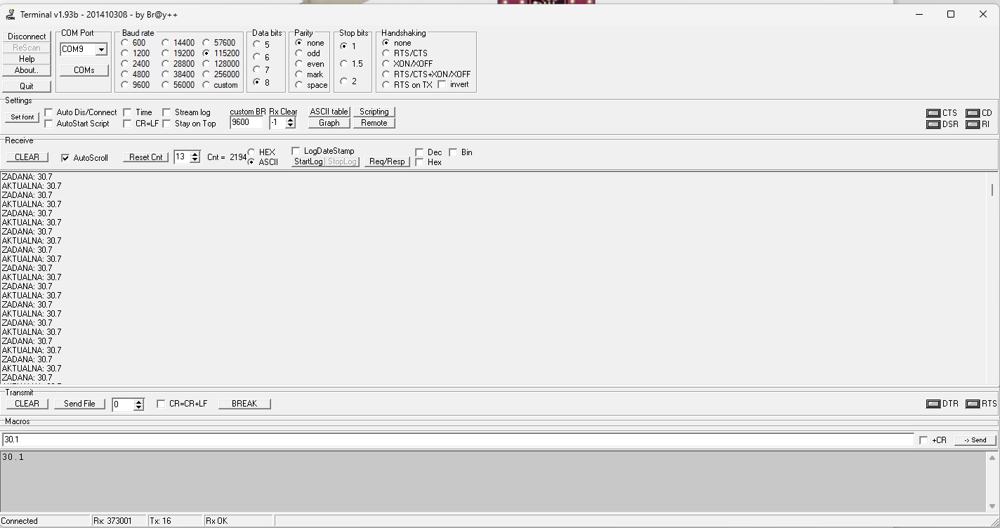 Terminal v1.93b - 20141030ß - by Br@y++
Disconnect
ReScan
Help
About..
Quit
COM Port
COM9
COMs
Baud rate
600 14400 57600
1200 19200 115200
2400 28800 128000
4800 38400 256000
9600 56000 custom
Data bits
5
6
7
8
Parity
none
odd
even
mark
space
Stop bits
1
1.5
2
Handshaking
none
RTS/CTS
XON/XOFF
RTS/CTS+XON/XOFF
RTS on TX invert
Settings
Set font
Auto Dis/Connect Time Stream log
AutoStart Script CR=LF Stay on Top
custom BR Rx Clear
9600 -1
ASCII table Scripting
Graph Remote
CTS CD
DSR RI
Receive
CLEAR AutoScroll Reset Cnt 13 Cnt = 2194
HEX
ASCII
LogDateStamp
StartLog StopLog Req/Resp
Dec Bin
Hex
ZADANA: 30.7
AKTUALNA: 30.7
ZADANA: 30.7
AKTUALNA: 30.7
ZADANA: 30.7
AKTUALNA: 30.7
ZADANA: 30.7
AKTUALNA: 30.7
ZADANA: 30.7
AKTUALNA: 30.7
ZADANA: 30.7
AKTUALNA: 30.7
ZADANA: 30.7
AKTUALNA: 30.7
ZADANA: 30.7
AKTUALNA: 30.7
ZADANA: 30.7
AKTUALNA: 30.7
ZADANA: 30.7
AKTUALNA: 30.7
ZADANA: 30.7
AKTUALNA: 30.7
ZADANA: 30.7
Transmit
CLEAR Send File 0 CR=CR+LF BREAK DTR RTS
Macros
30.1 +CR -> Send
30.1
Connected Rx: 373001 Tx: 16 Rx OK